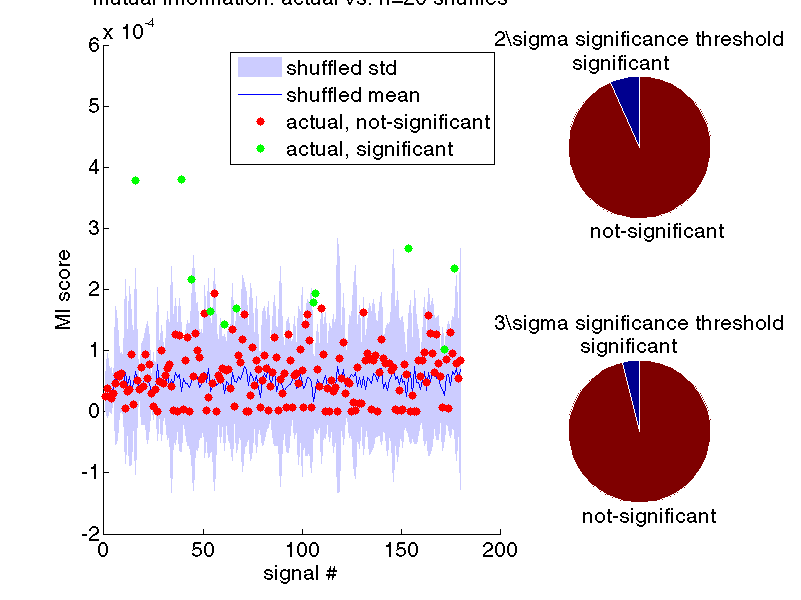 mutual information: actual vs. n=20 shuffles
x 10^-4
6
5
4
3
2
1
0
-1
-2
0
50
100
150
200
MI score
signal #
shuffled std
shuffled mean
actual, not-significant
actual, significant
2\sigma significance threshold
significant
not-significant
3\sigma significance threshold
significant
not-significant